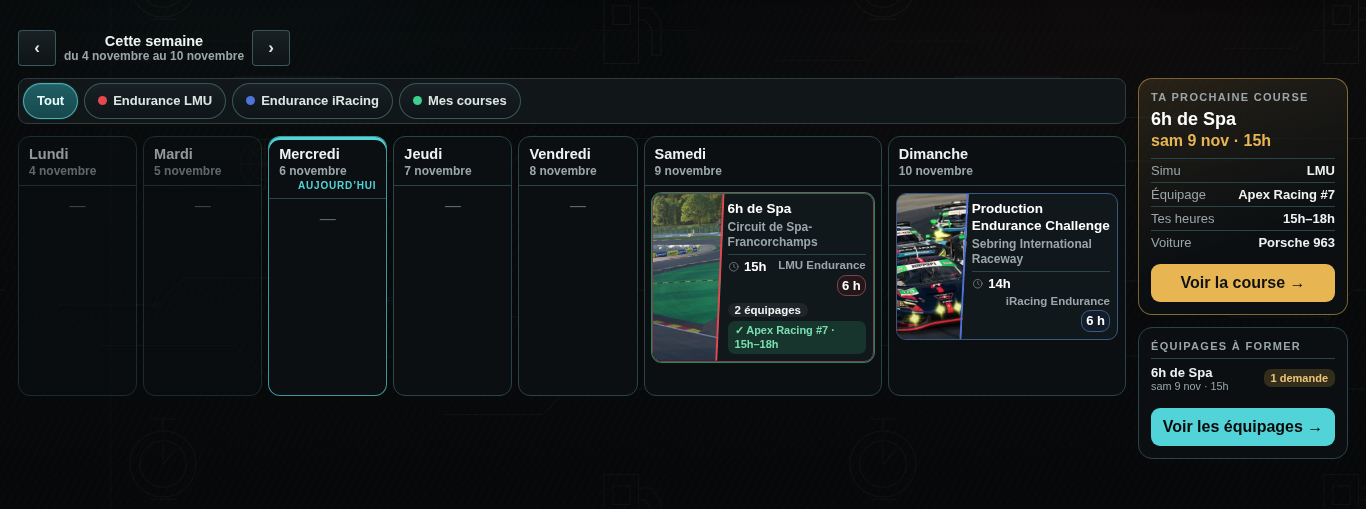 ‹
Cette semaine
du 4 novembre au 10 novembre
›
Tout
Endurance LMU
Endurance iRacing
Mes courses
Lundi
4 novembre
—
Mardi
5 novembre
—
Mercredi
6 novembre
AUJOURD'HUI
—
Jeudi
7 novembre
—
Vendredi
8 novembre
—
Samedi
9 novembre
6h de Spa
Circuit de Spa-
Francorchamps
15h LMU Endurance
6 h
2 équipages
✓ Apex Racing #7 ·
15h–18h
Dimanche
10 novembre
Production
Endurance Challenge
Sebring International
Raceway
14h
iRacing Endurance
6 h
TA PROCHAINE COURSE
6h de Spa
sam 9 nov · 15h
Simu LMU
Équipage Apex Racing #7
Tes heures 15h–18h
Voiture Porsche 963
Voir la course →
ÉQUIPAGES À FORMER
6h de Spa
sam 9 nov · 15h
1 demande
Voir les équipages →